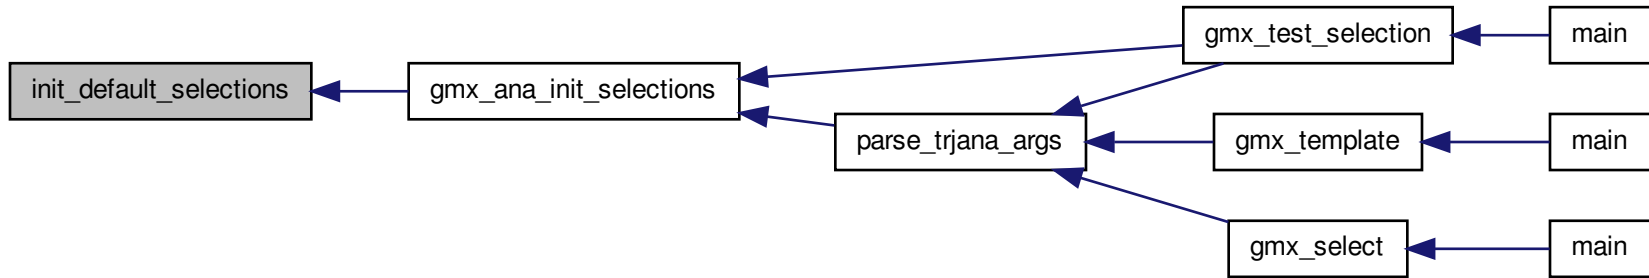 init_default_selections
gmx_ana_init_selections
gmx_test_selection
main
parse_trjana_args
gmx_template
main
gmx_select
main